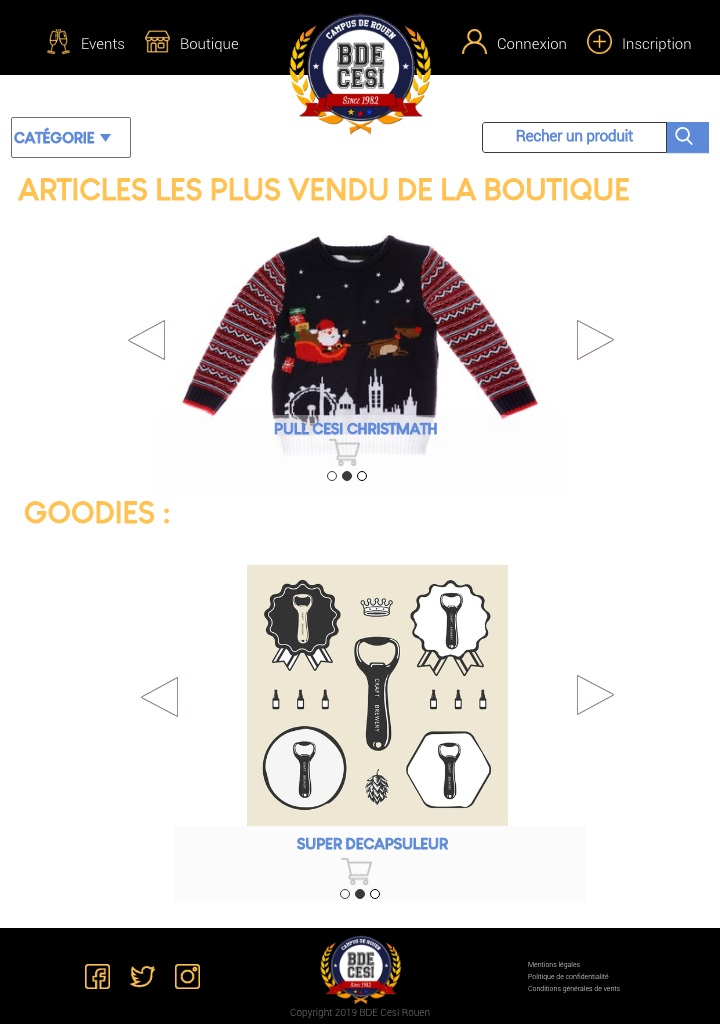 Events
Boutique
CAMPUS DE ROUEN
BDE
CESI
Since 1982
Connexion
Inscription
CATÉGORIE
Recher un produit
ARTICLES LES PLUS VENDU DE LA BOUTIQUE
PULL CESI CHRISTMATH
GOODIES :
CRAFT BREWERY
SUPER DECAPSULEUR
CAMPUS DE ROUEN
BDE
CESI
Since 1982
Mentions légales
Politique de confidentialité
Conditions générales de vents
Copyright 2019 BDE Cesi Rouen